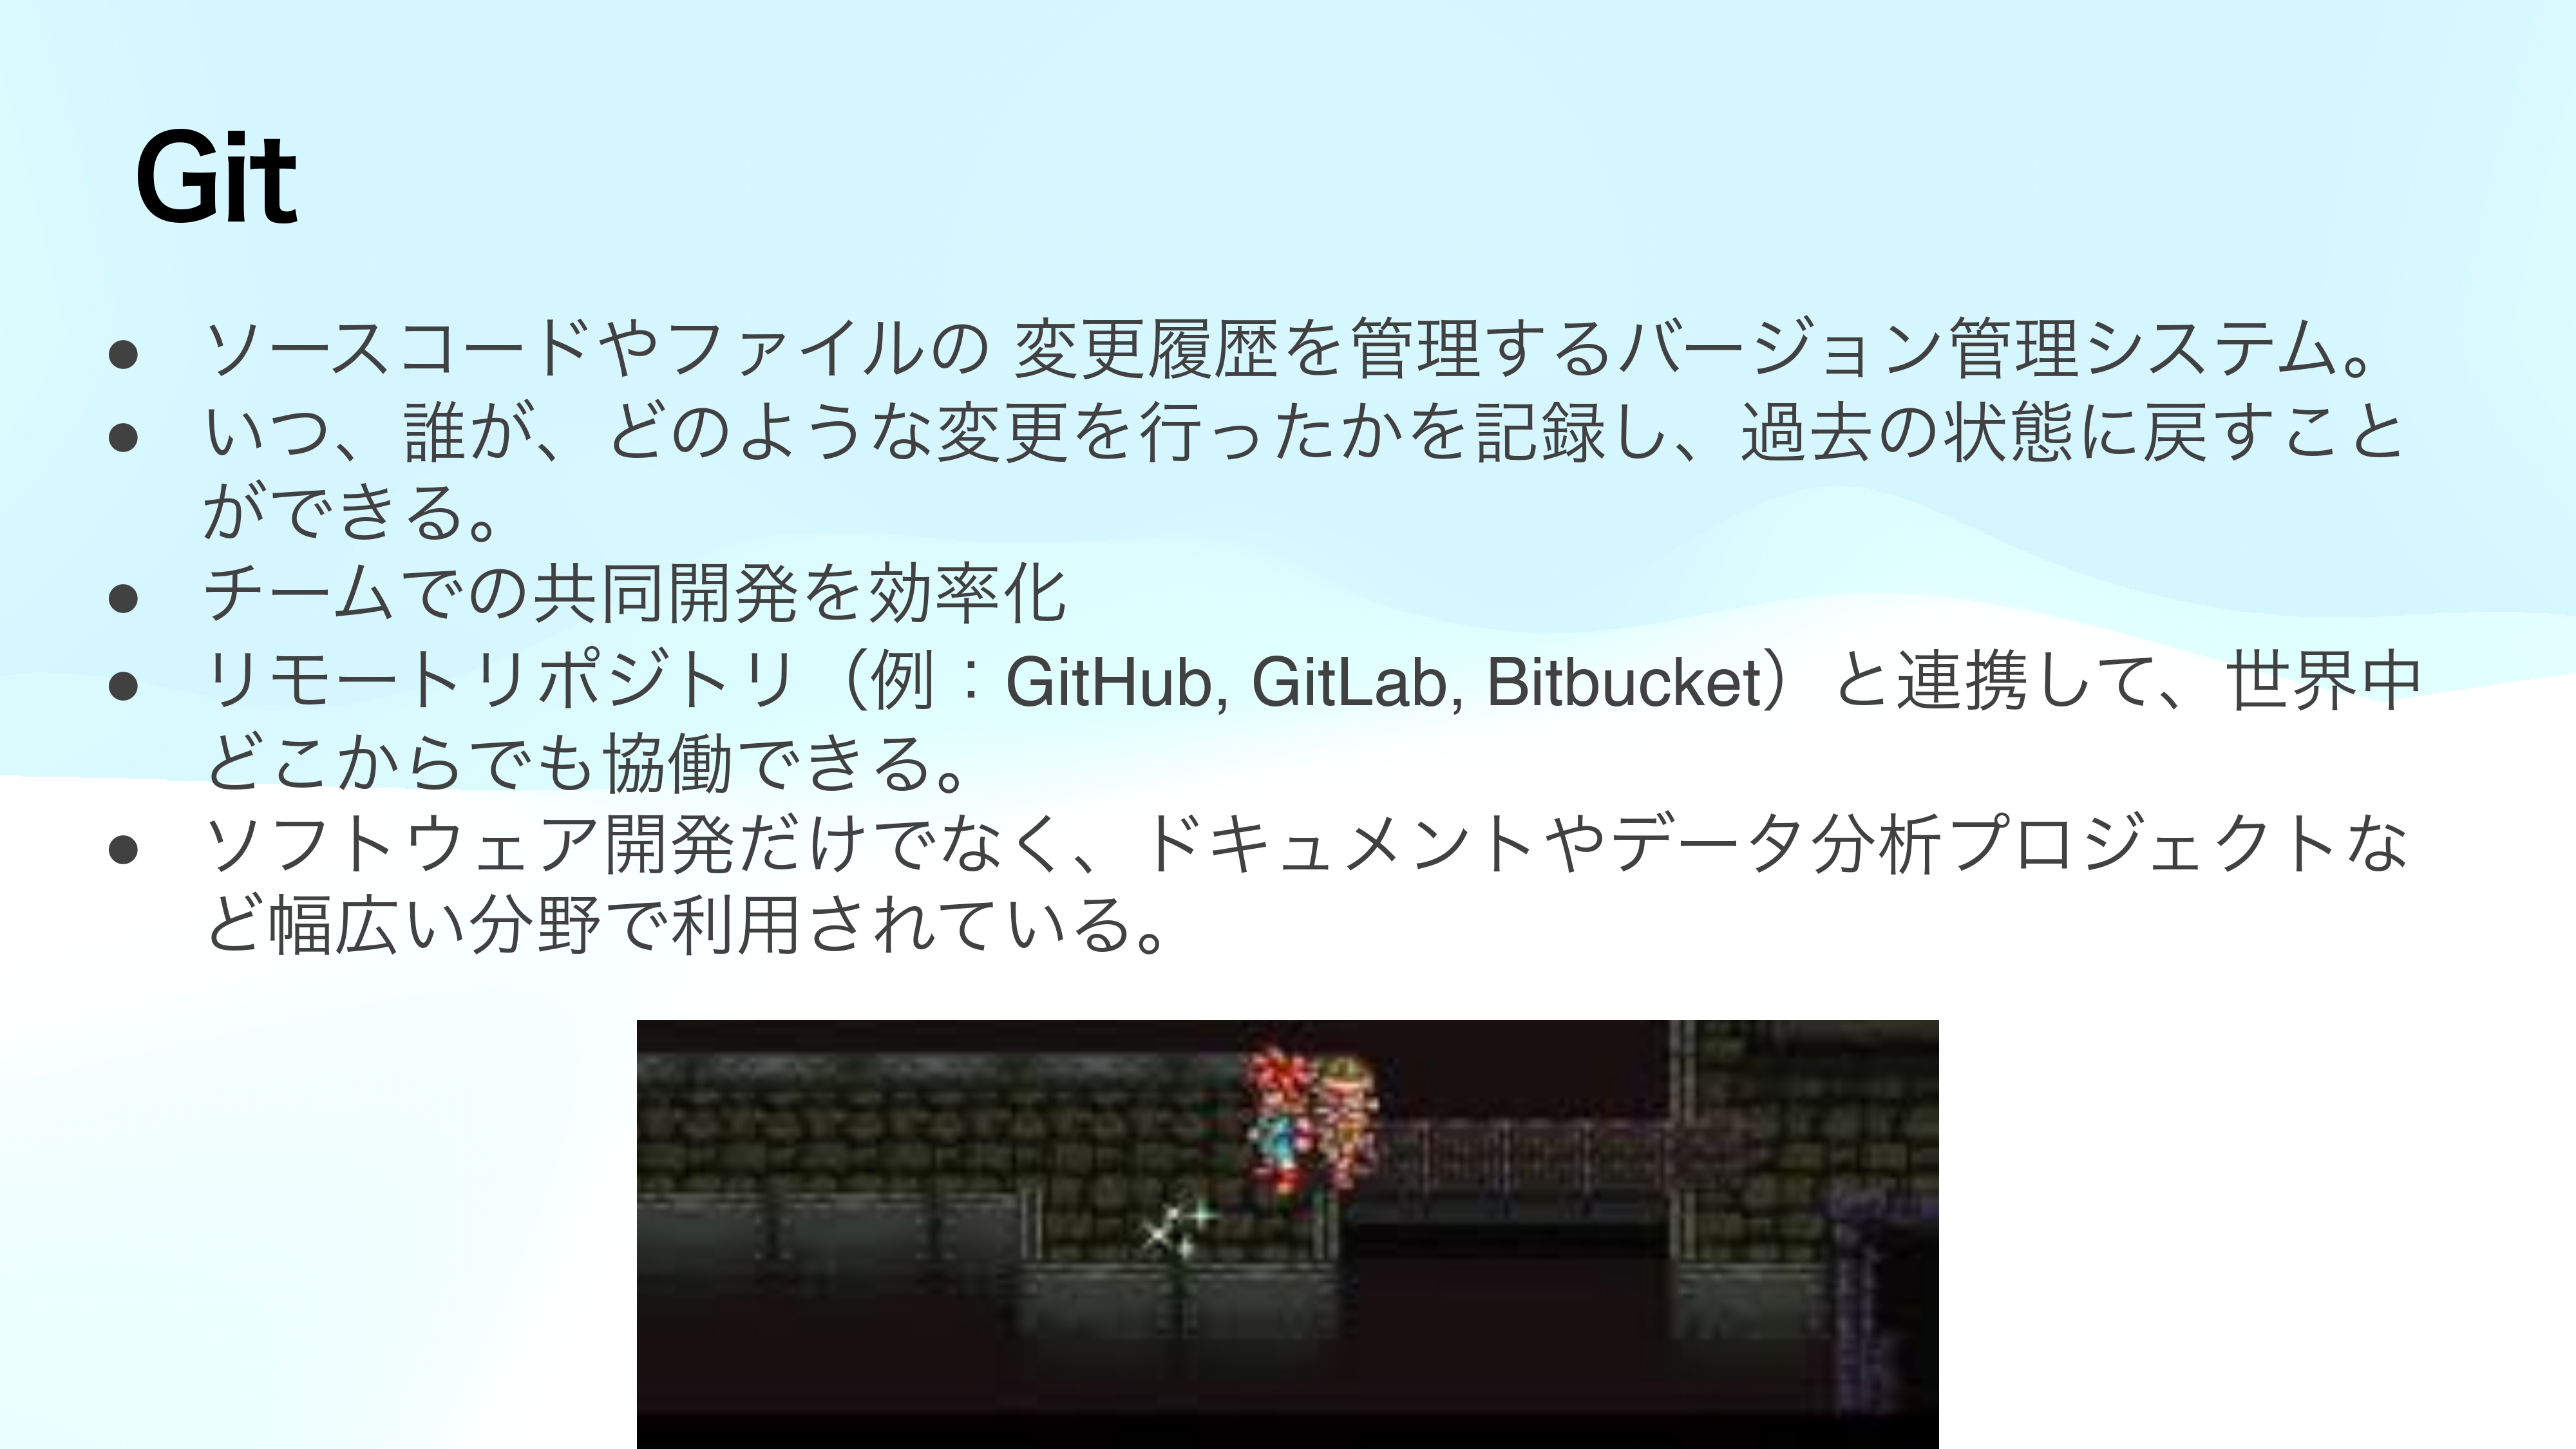 Git
● ソースコードやファイルの 変更履歴を管理するバージョン管理システム。
● いつ、誰が、どのような変更を行ったかを記録し、過去の状態に戻すこと
ができる。
● チームでの共同開発を効率化
● リモートリポジトリ（例：GitHub, GitLab, Bitbucket）と連携して、世界中
どこからでも協働できる。
● ソフトウェア開発だけでなく、ドキュメントやデータ分析プロジェクトな
ど幅広い分野で利用されている。